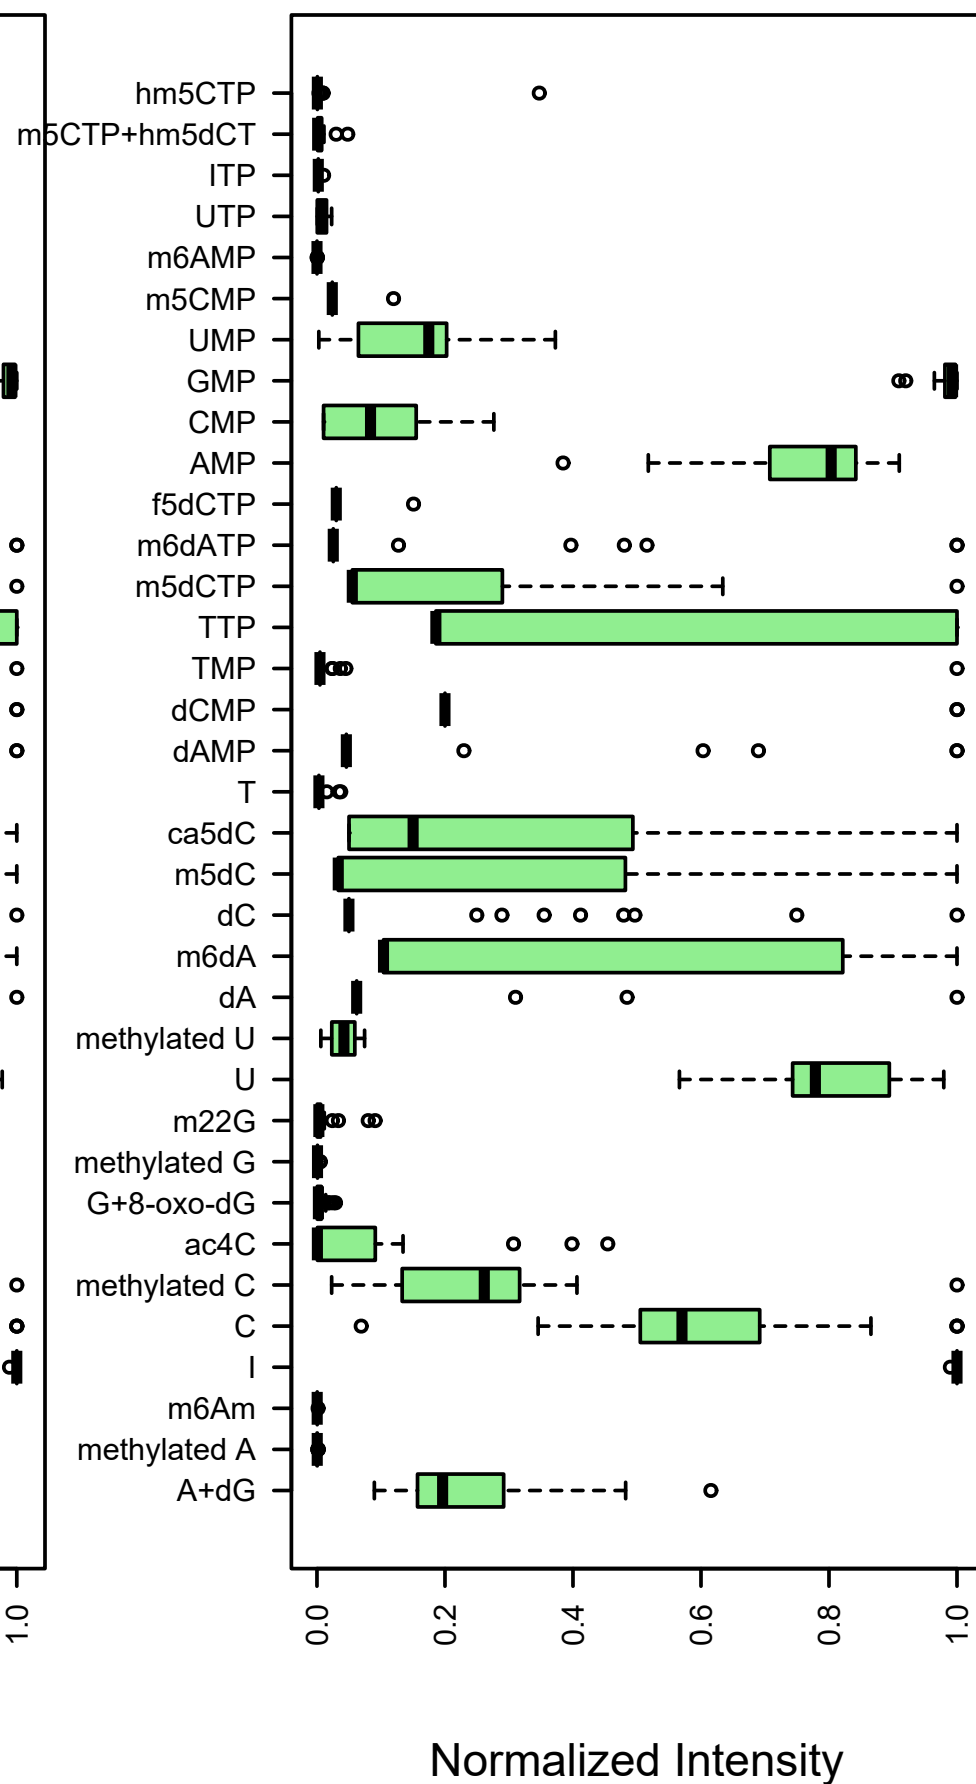 hm5CTP
m5CTP+hm5dCT
ITP
UTP
m6AMP
m5CMP
UMP
GMP
CMP
AMP
f5dCTP
m6dATP
m5dCTP
TTP
TMP
dCMP
dAMP
T
ca5dC
m5dC
dC
m6dA
dA
methylated U
U
m22G
methylated G
G+8-oxo-dG
ac4C
methylated C
C
I
m6Am
methylated A
A+dG
1.0 0.0 0.2 0.4 0.6 0.8 1.0
Normalized Intensity